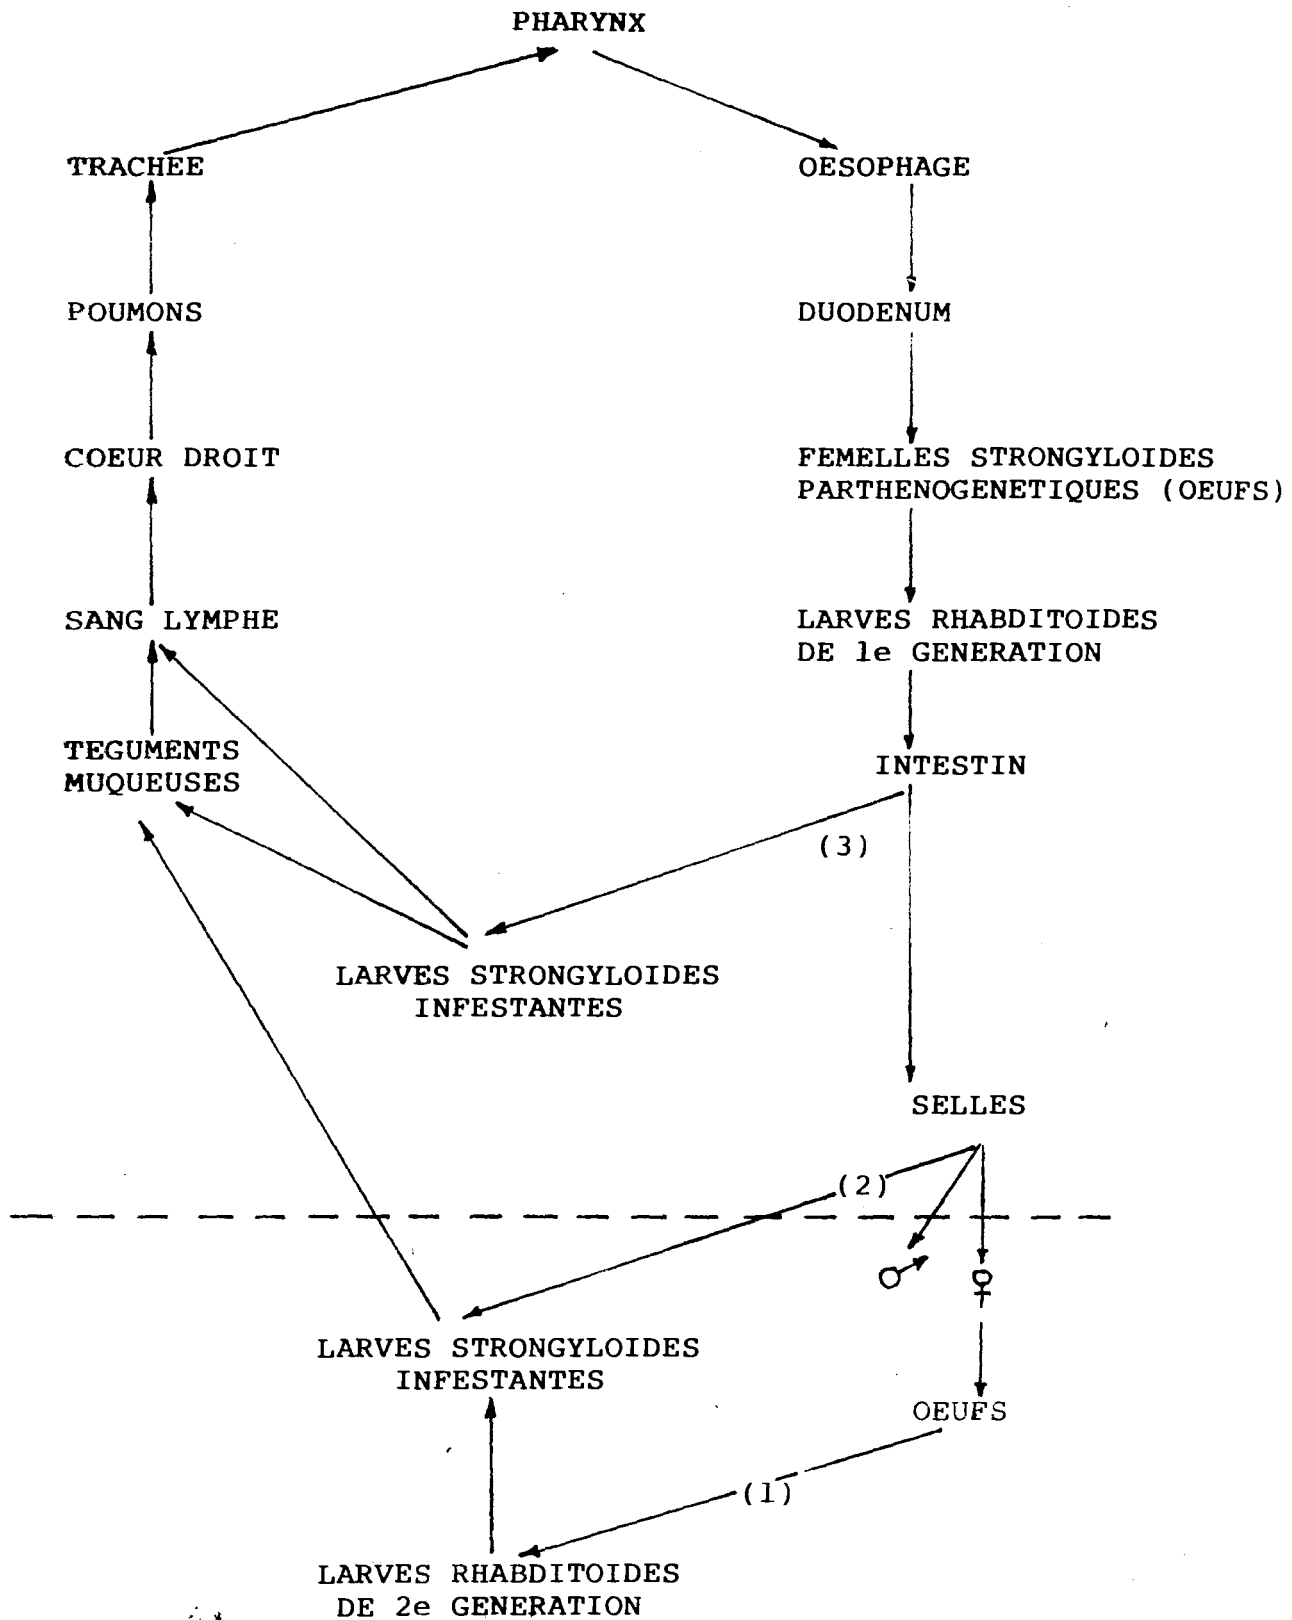 PHARYNX
TRACHEE
OESOPHAGE
POUMONS
DUODENUM
COEUR DROIT
FEMELLES STRONGYLOIDES
PARTHENOGENETIQUES (OEUFS)
SANG LYMPHE
LARVES RHABDITOIDES
DE 1e GENERATION
TEGUMENTS
MUQUEUSES
INTESTIN
(3)
LARVES STRONGYLOIDES
INFESTANTES
SELLES
(2)
♂ ♀
LARVES STRONGYLOIDES
INFESTANTES
OEUFS
(1)
LARVES RHABDITOIDES
DE 2e GENERATION